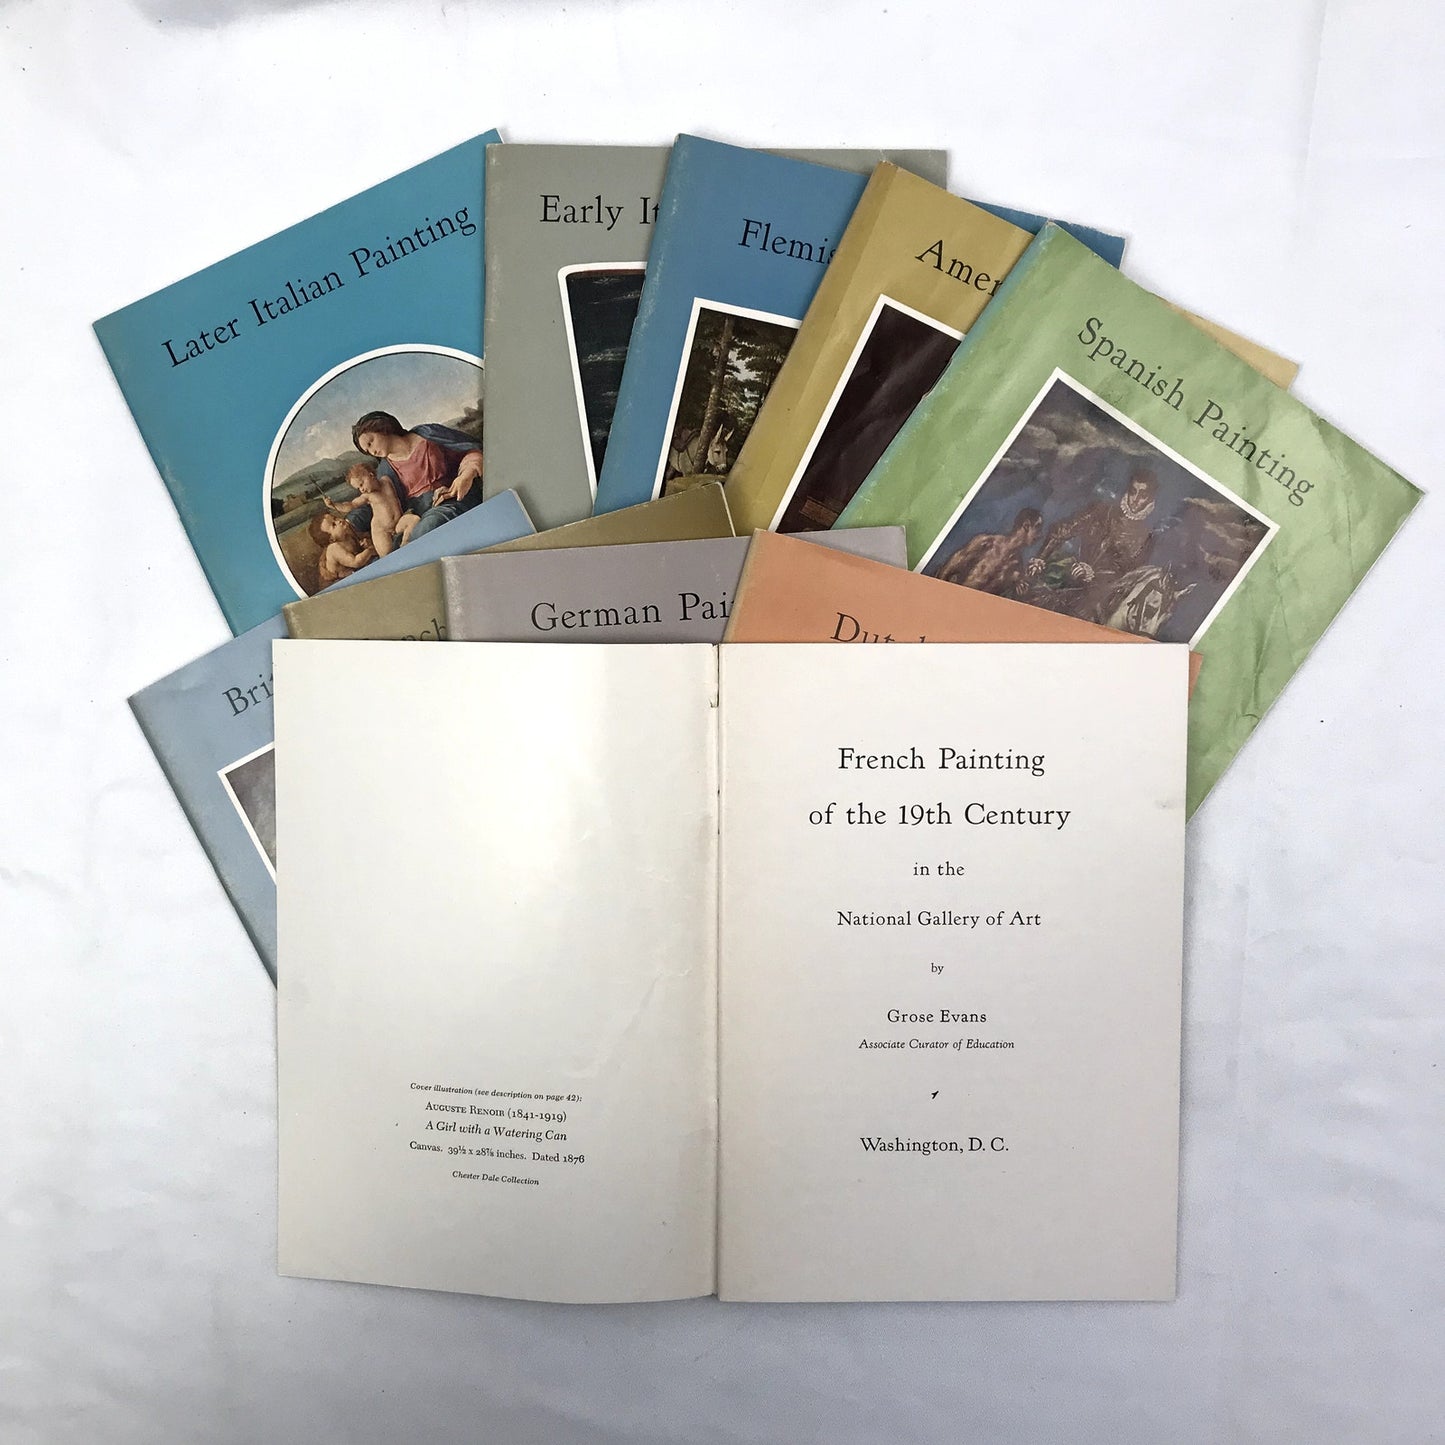 Later Italian Painting
Early It
Flemis
Amer
Spanish Painting
Bri
French
German Pai
Dutch
Cover illustration (see description on page 42):
AUGUSTE RENOIR (1841-1919)
A Girl with a Watering Can
Canvas. 39½ x 28⅞ inches. Dated 1876
Chester Dale Collection
French Painting
of the 19th Century
in the
National Gallery of Art
by
Grose Evans
Associate Curator of Education
Washington, D. C.